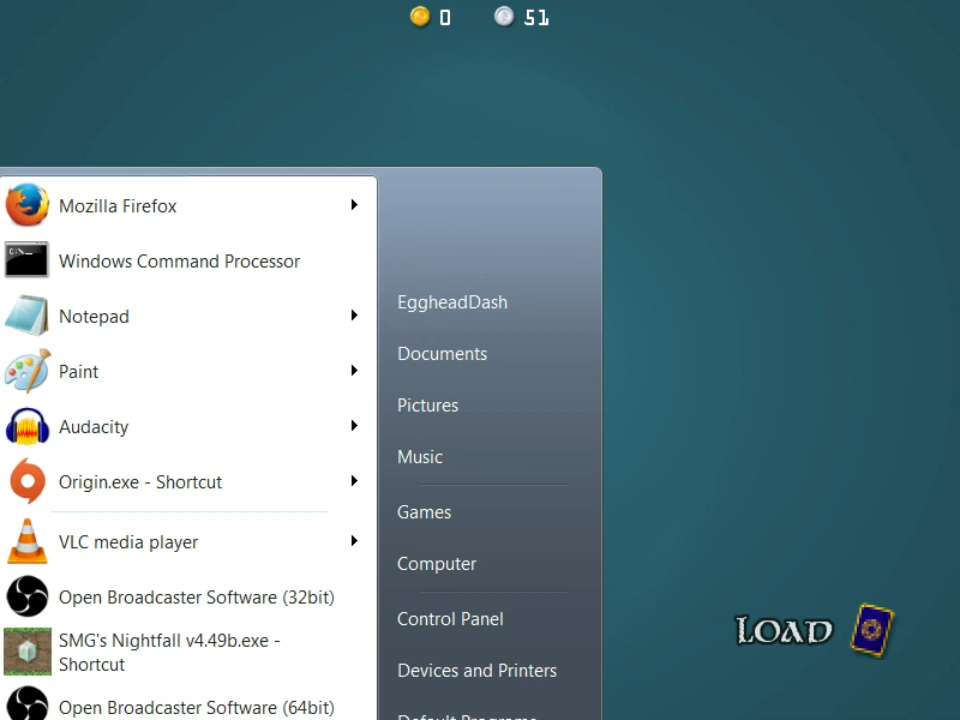 0 51
Mozilla Firefox
Windows Command Processor
Notepad
Paint
Audacity
Origin.exe - Shortcut
VLC media player
Open Broadcaster Software (32bit)
SMG's Nightfall v4.49b.exe -
Shortcut
Open Broadcaster Software (64bit)
EggheadDash
Documents
Pictures
Music
Games
Computer
Control Panel
Devices and Printers
Default Programs
LOAD